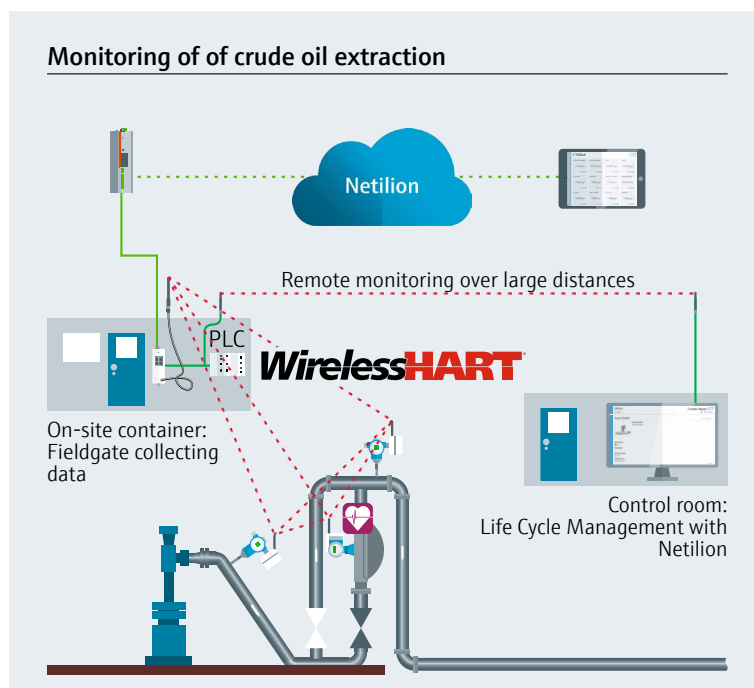 Monitoring of of crude oil extraction
Netilion
Remote monitoring over large distances
PLC
WirelessHART
On-site container:
Fieldgate collecting
data
Control room:
Life Cycle Management with
Netilion